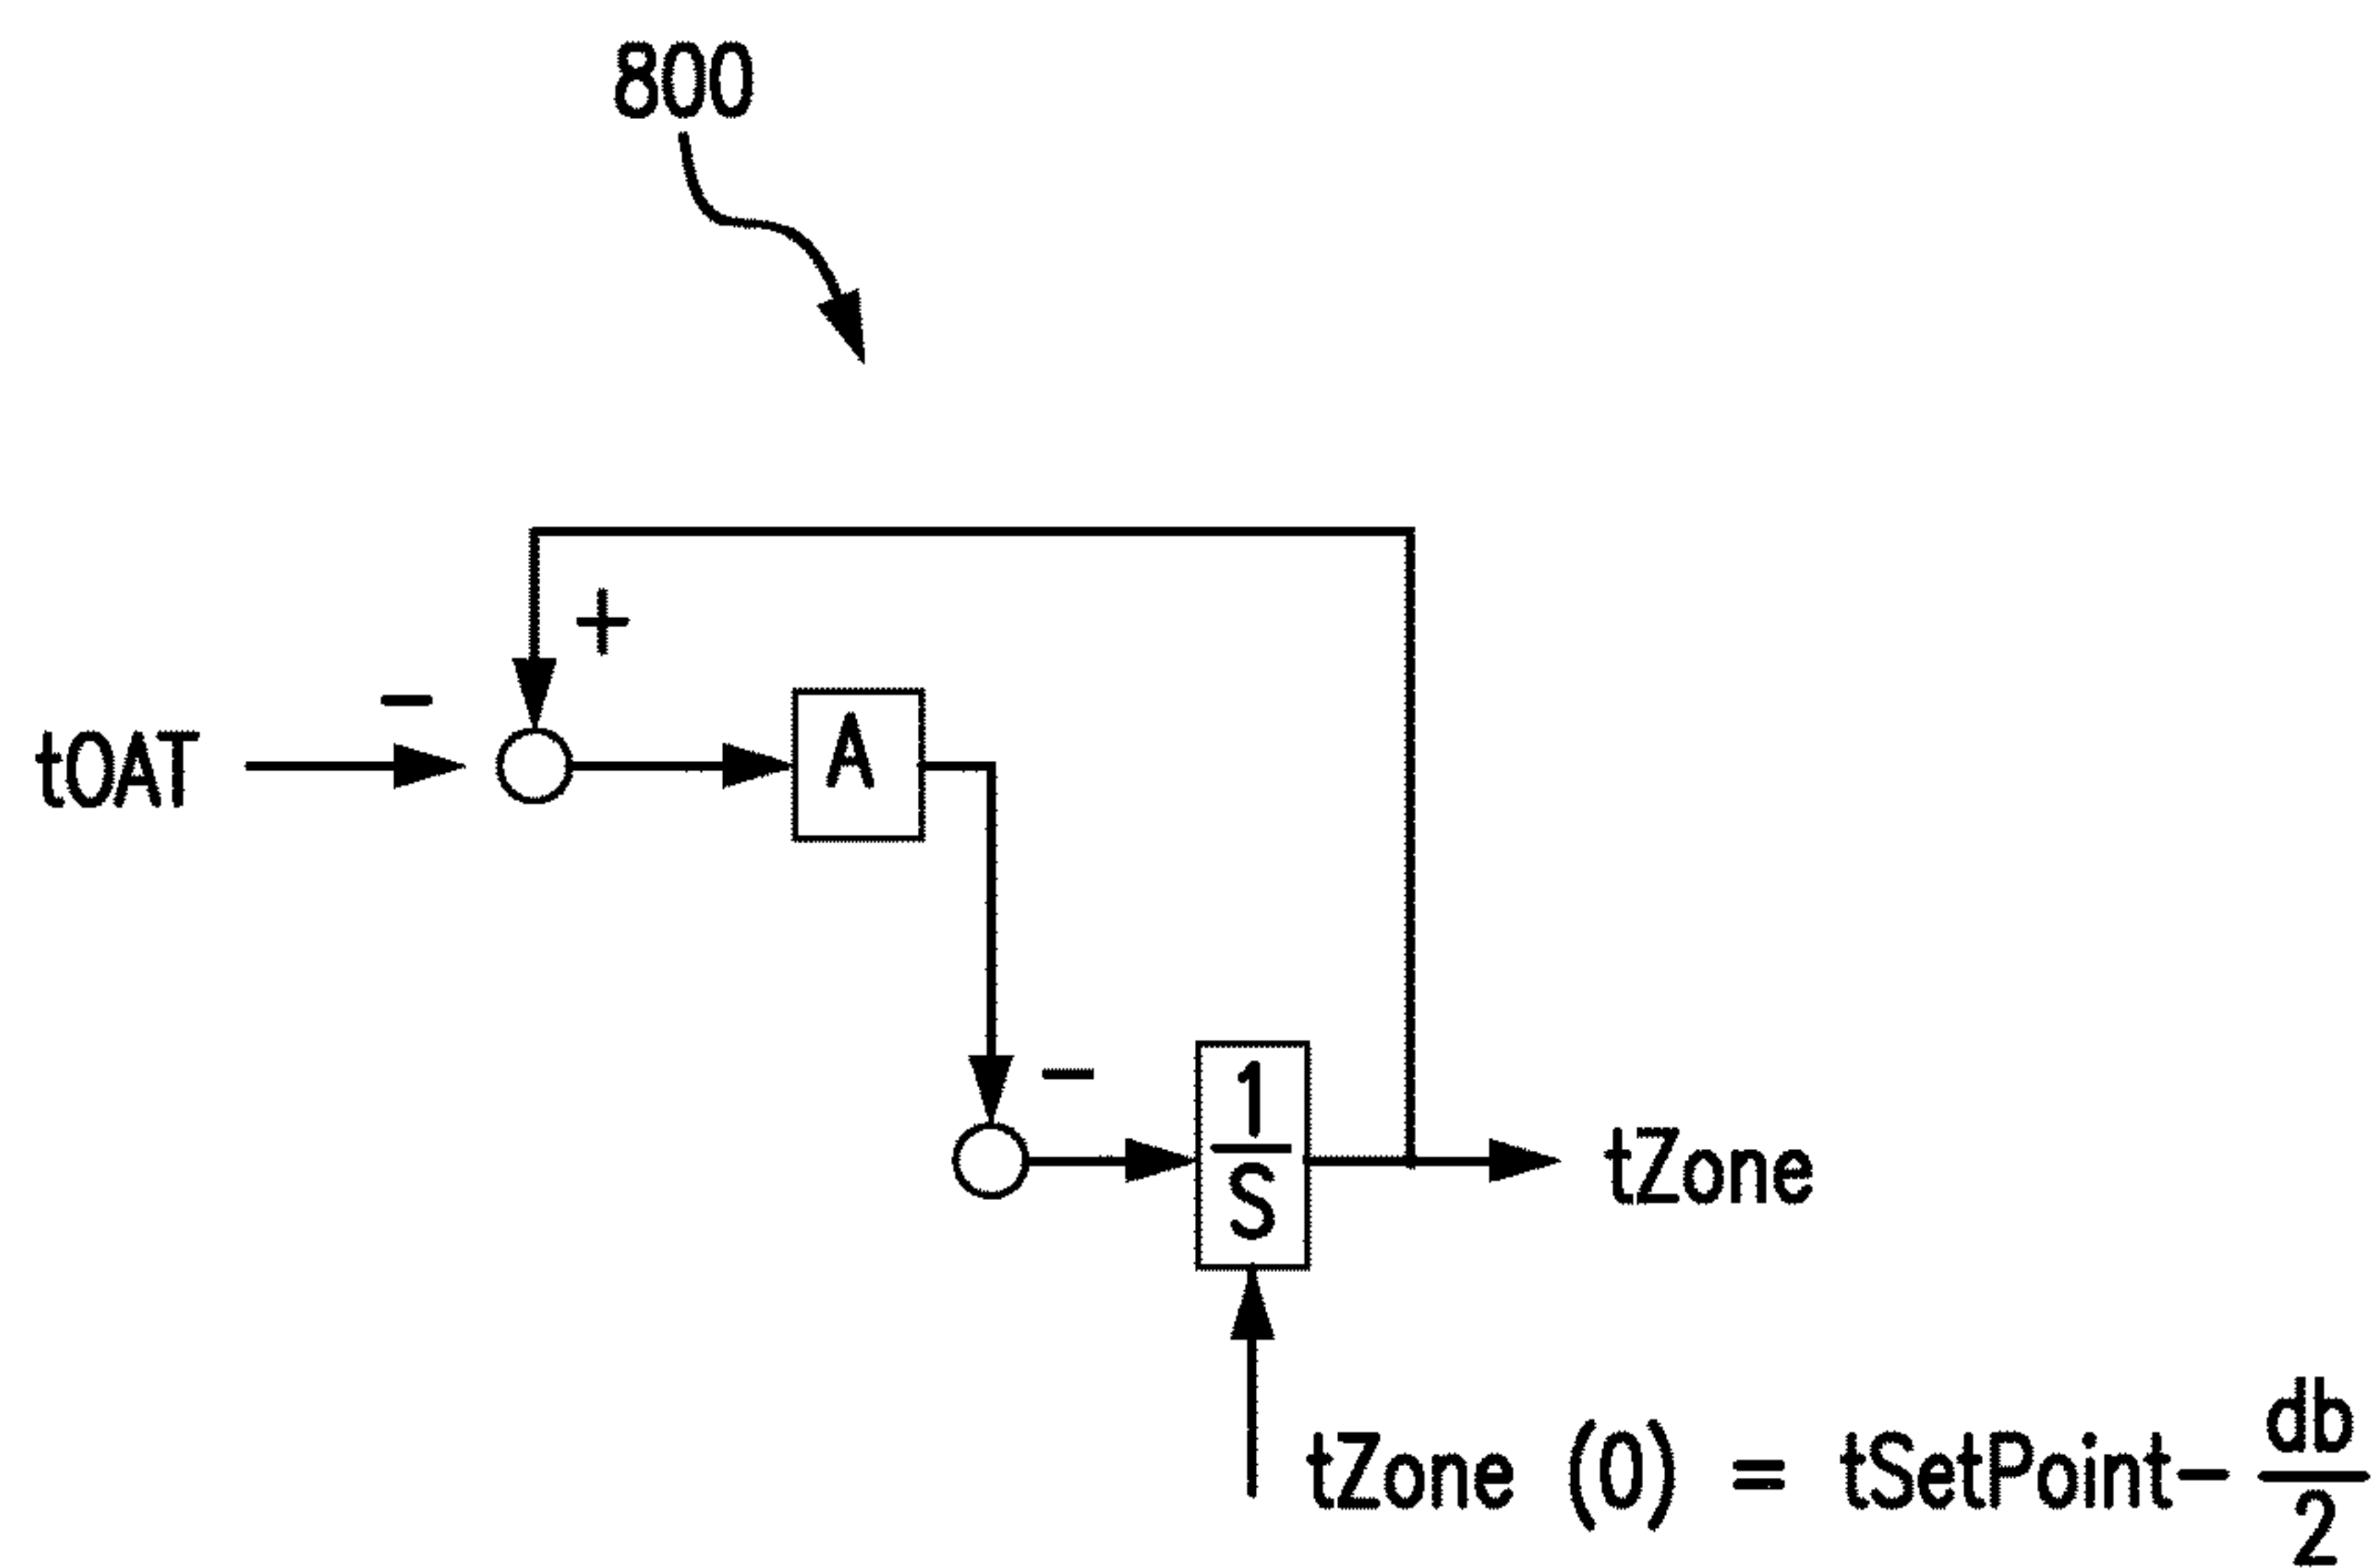 800
+
−
tOAT
A
−
1
S
tZone
tZone (0) = tSetPoint− db/2